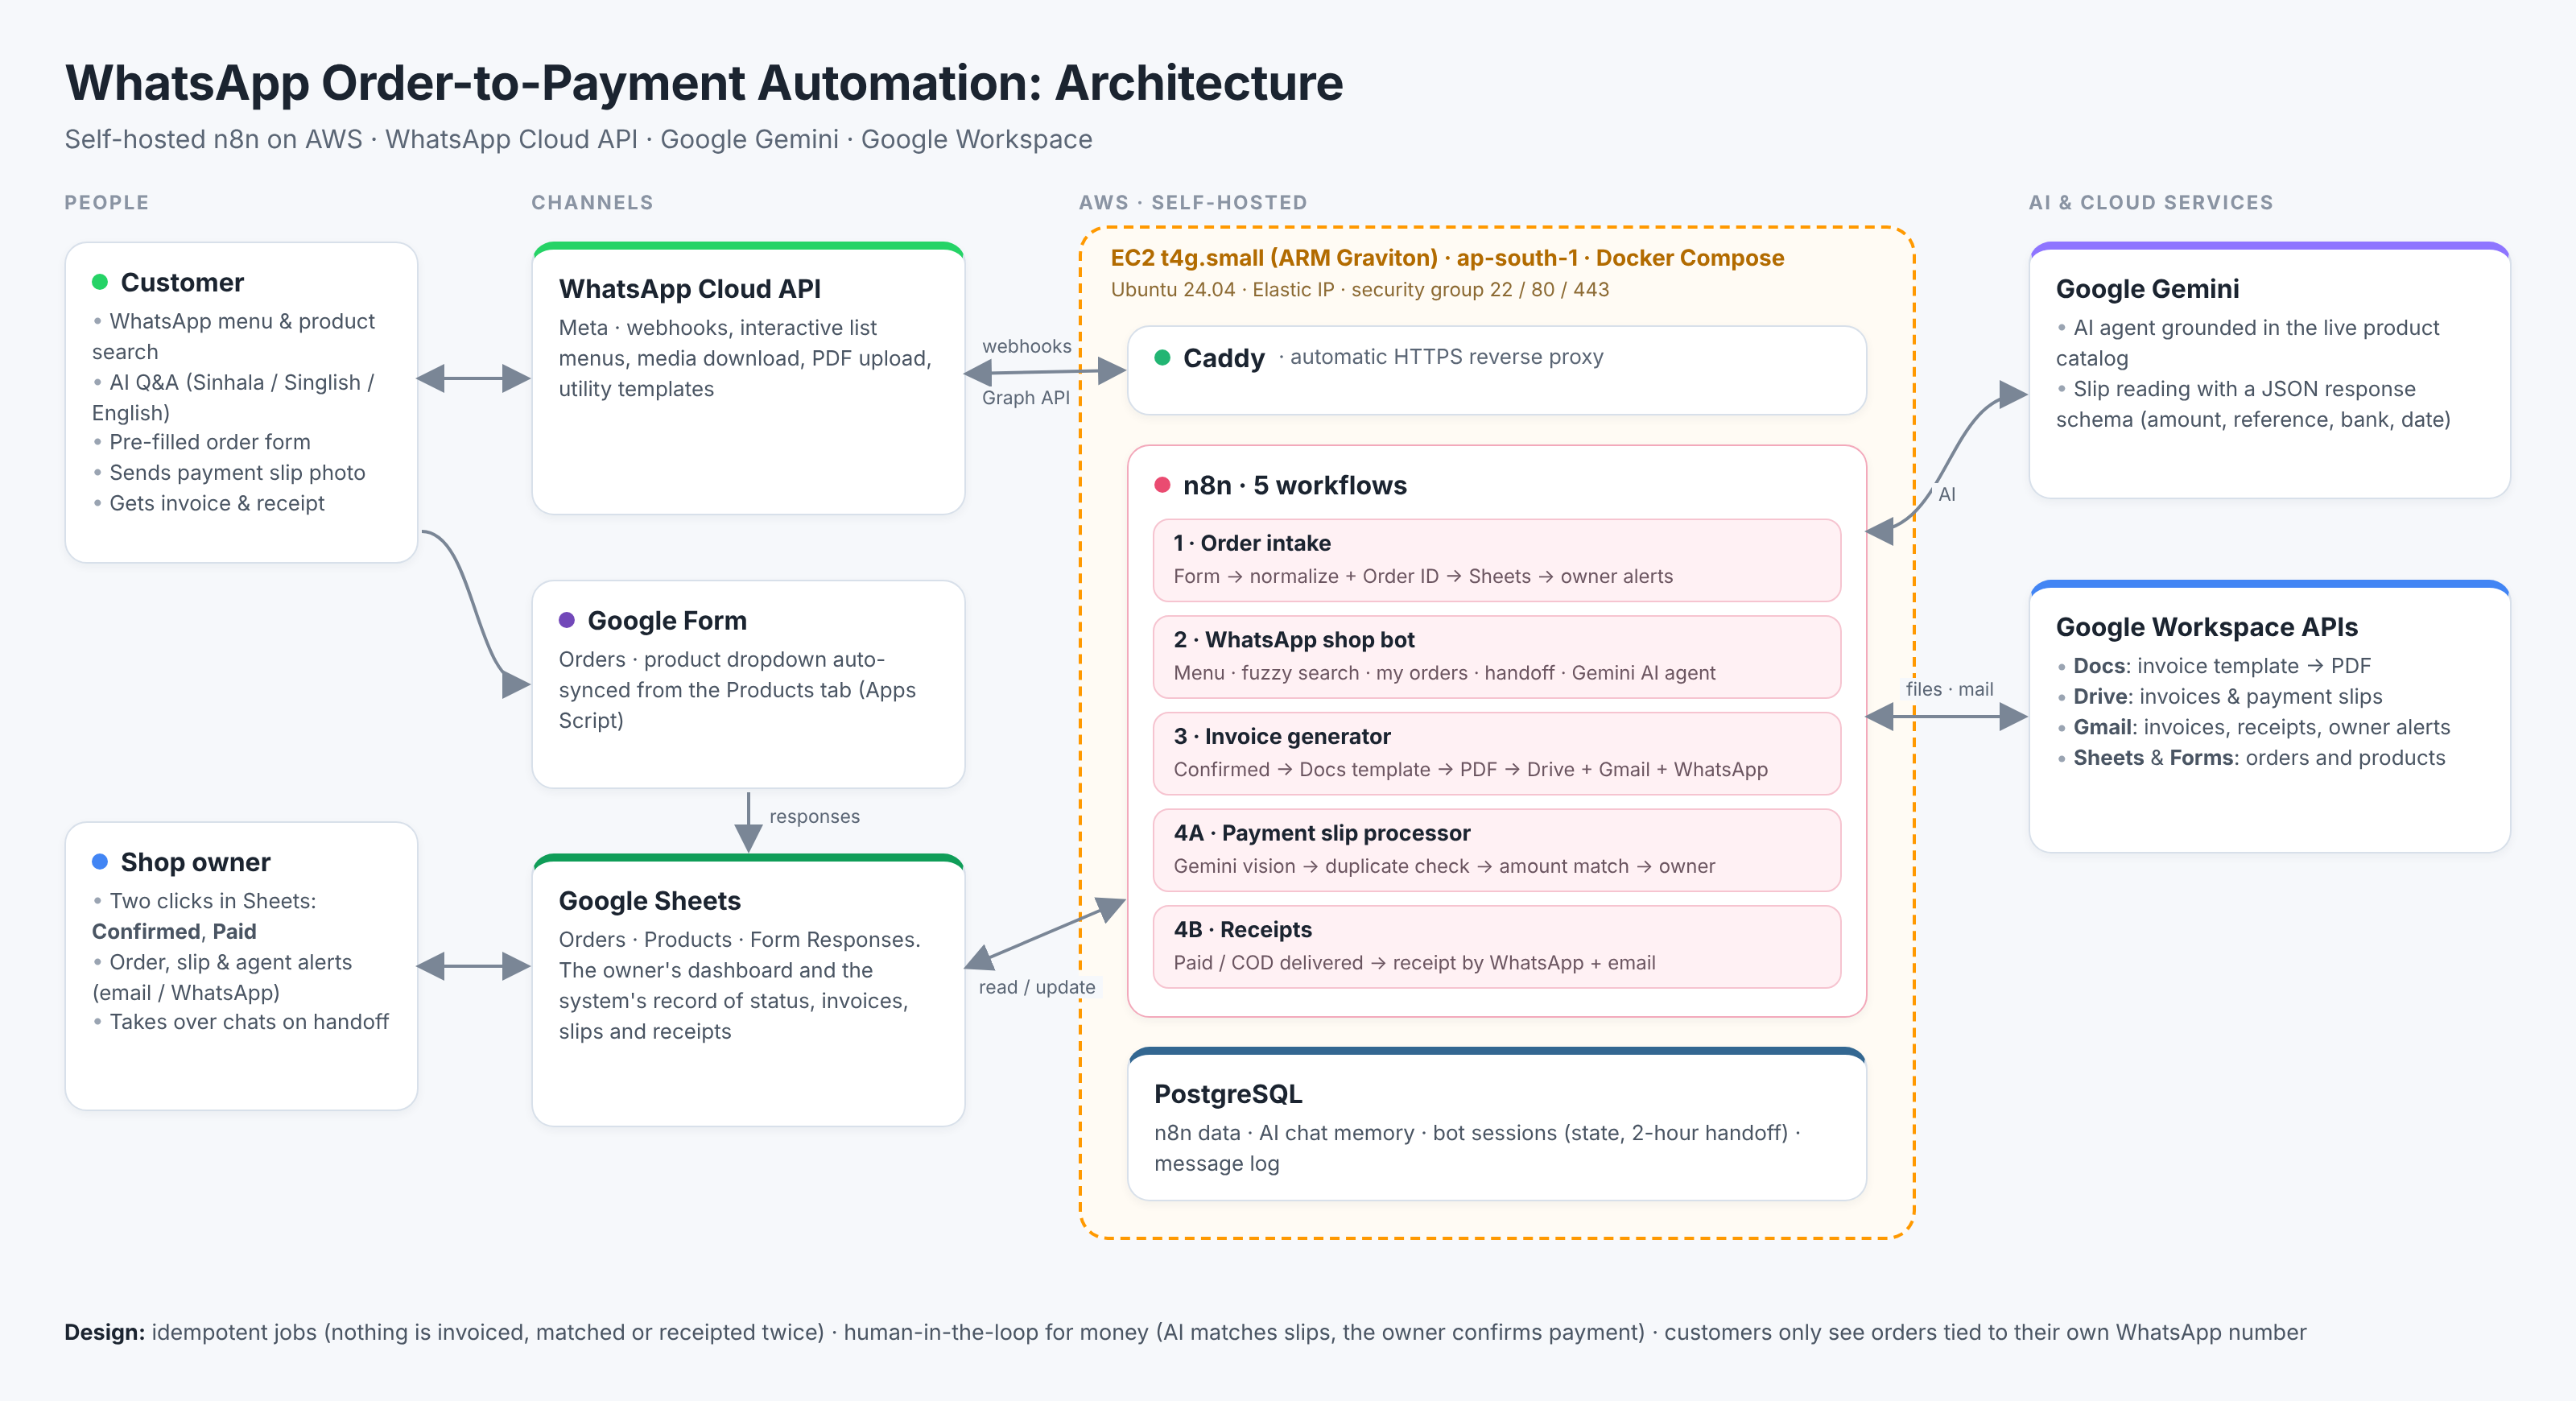 WhatsApp Order-to-Payment Automation: Architecture
Self-hosted n8n on AWS · WhatsApp Cloud API · Google Gemini · Google Workspace
PEOPLE
Customer
• WhatsApp menu & product
search
• AI Q&A (Sinhala / Singlish /
English)
• Pre-filled order form
• Sends payment slip photo
• Gets invoice & receipt
Shop owner
• Two clicks in Sheets:
Confirmed, Paid
• Order, slip & agent alerts
(email / WhatsApp)
• Takes over chats on handoff
CHANNELS
WhatsApp Cloud API
Meta · webhooks, interactive list
menus, media download, PDF upload,
utility templates
Google Form
Orders · product dropdown auto-
synced from the Products tab (Apps
Script)
responses
Google Sheets
Orders · Products · Form Responses.
The owner's dashboard and the
system's record of status, invoices,
slips and receipts
webhooks
Graph API
read / update
AWS · SELF-HOSTED
EC2 t4g.small (ARM Graviton) · ap-south-1 · Docker Compose
Ubuntu 24.04 · Elastic IP · security group 22 / 80 / 443
Caddy · automatic HTTPS reverse proxy
n8n · 5 workflows
1 · Order intake
Form → normalize + Order ID → Sheets → owner alerts
2 · WhatsApp shop bot
Menu · fuzzy search · my orders · handoff · Gemini AI agent
3 · Invoice generator
Confirmed → Docs template → PDF → Drive + Gmail + WhatsApp
4A · Payment slip processor
Gemini vision → duplicate check → amount match → owner
4B · Receipts
Paid / COD delivered → receipt by WhatsApp + email
PostgreSQL
n8n data · AI chat memory · bot sessions (state, 2-hour handoff) ·
message log
AI
files · mail
AI & CLOUD SERVICES
Google Gemini
• AI agent grounded in the live product
catalog
• Slip reading with a JSON response
schema (amount, reference, bank, date)
Google Workspace APIs
• Docs: invoice template → PDF
• Drive: invoices & payment slips
• Gmail: invoices, receipts, owner alerts
• Sheets & Forms: orders and products
Design: idempotent jobs (nothing is invoiced, matched or receipted twice) · human-in-the-loop for money (AI matches slips, the owner confirms payment) · customers only see orders tied to their own WhatsApp number